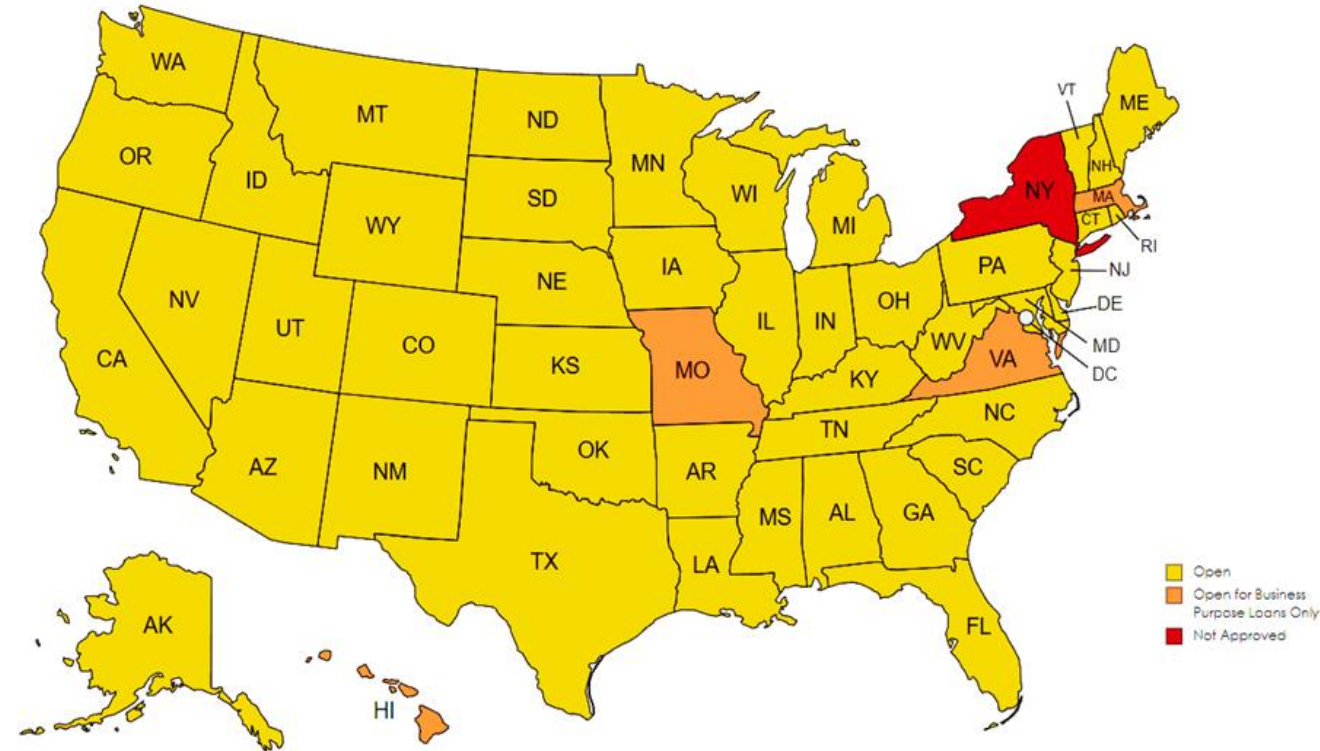 WA
MT
ND
MN
VT
ME
OR
ID
WY
SD
WI
MI
NY
NH
MA
CT
RI
NV
UT
CO
NE
IA
IL
IN
OH
PA
NJ
DE
MD
DC
CA
KS
MO
KY
WV
VA
AZ
NM
OK
AR
TN
NC
SC
TX
LA
MS
AL
GA
FL
AK
HI
Open
Open for Business
Purpose Loans Only
Not Approved